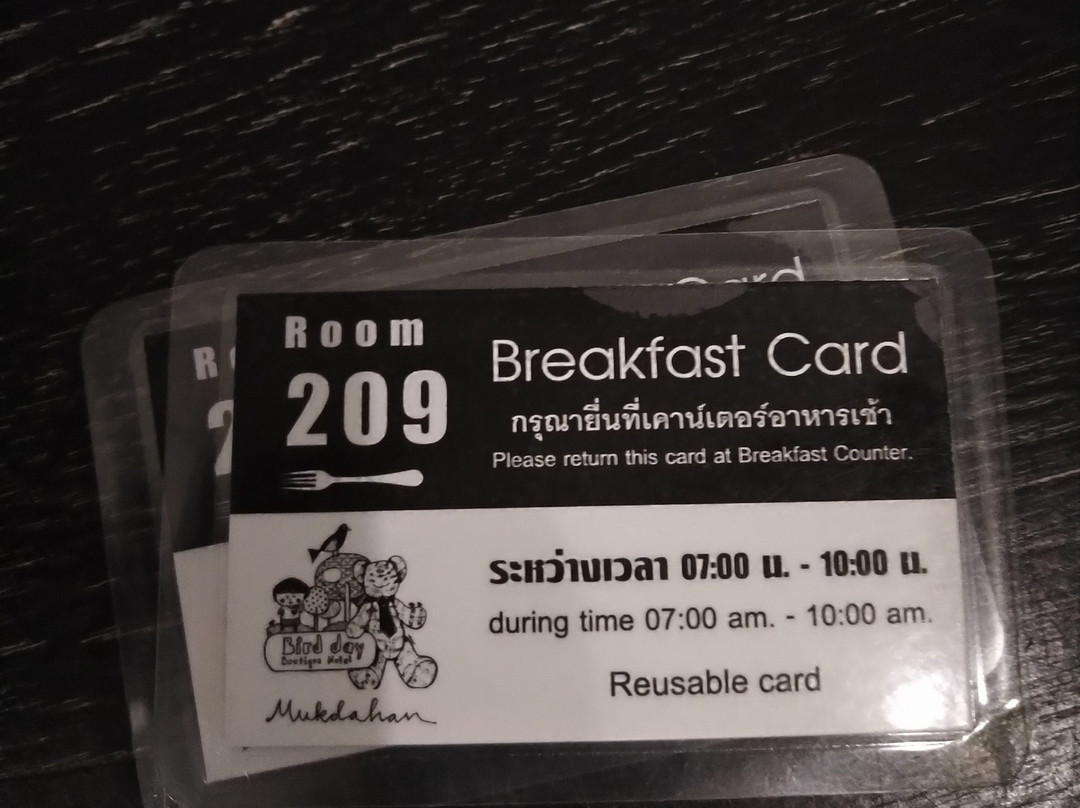 Card
Room
209
Breakfast Card
กรุณายื่นที่เคาน์เตอร์อาหารเช้า
Please return this card at Breakfast Counter.
ระหว่างเวลา 07:00 น. - 10:00 น.
during time 07:00 am. - 10:00 am.
Reusable card
Bird day
Boutique Hotel
Mukdahan
R
2